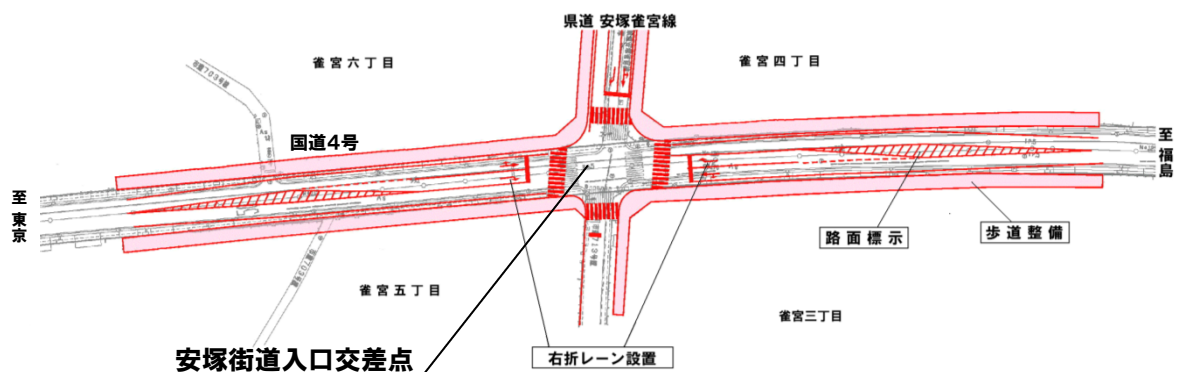 県道 安塚雀宮線
雀宮六丁目
雀宮四丁目
国道4号
至 東京
至 福島
路面標示
歩道整備
雀宮五丁目
雀宮三丁目
右折レーン設置
安塚街道入口交差点